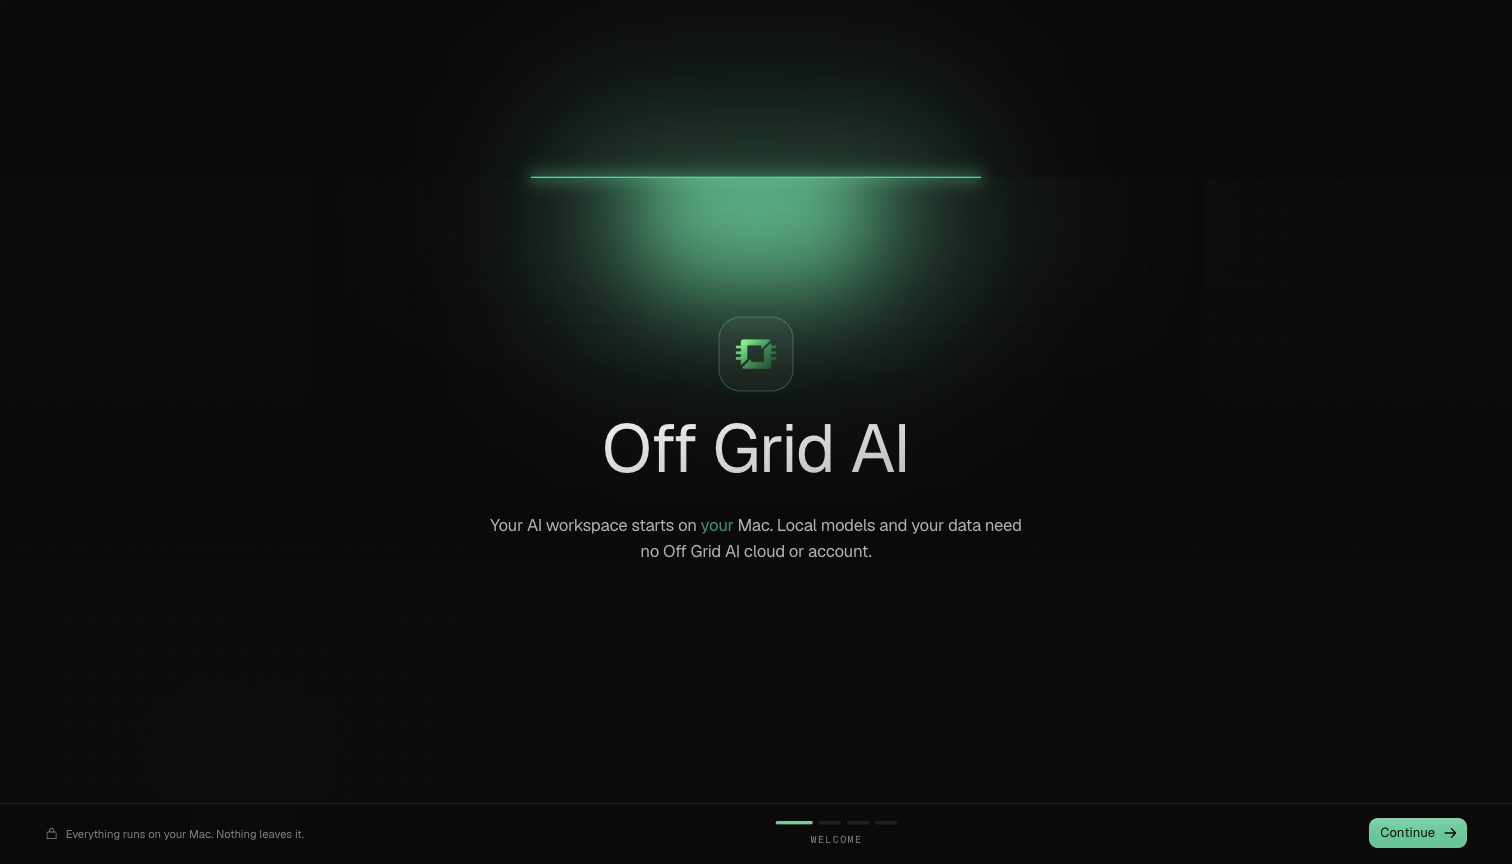 Off Grid AI
Your AI workspace starts on your Mac. Local models and your data need
no Off Grid AI cloud or account.
Everything runs on your Mac. Nothing leaves it.
WELCOME
Continue →